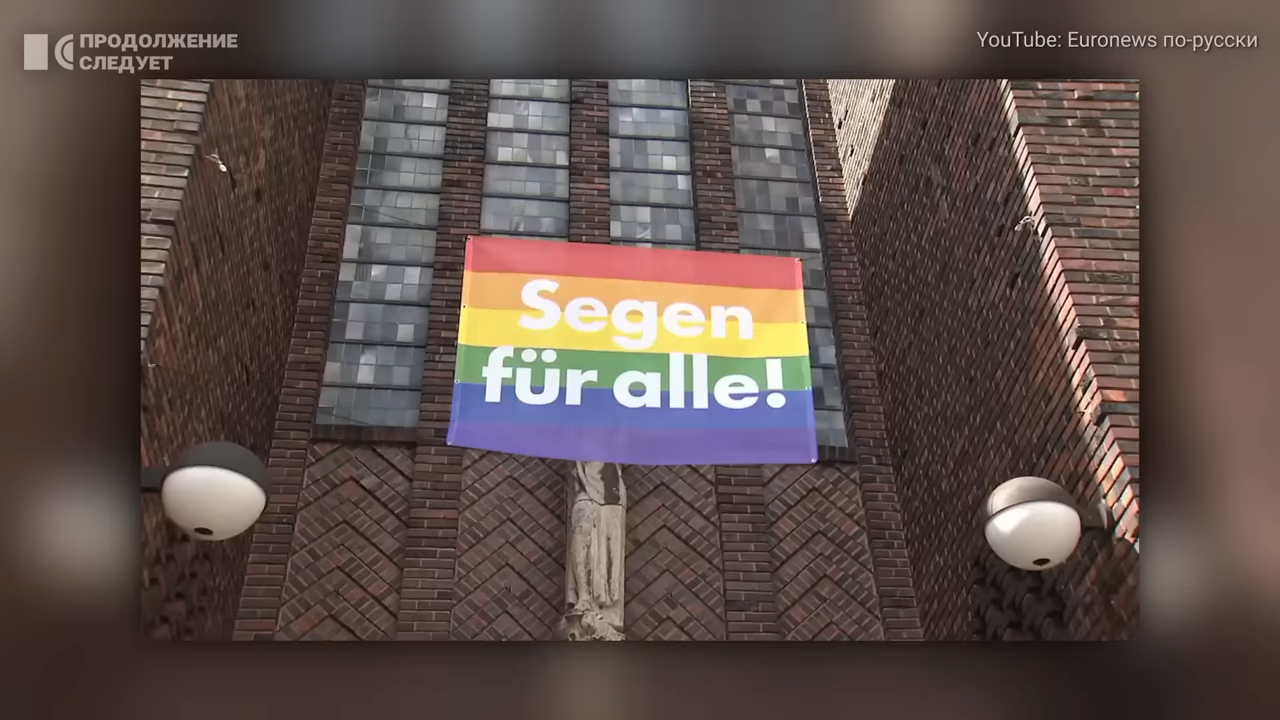 ПРОДОЛЖЕНИЕ
СЛЕДУЕТ
YouTube: Euronews по-русски
Segen
für alle!